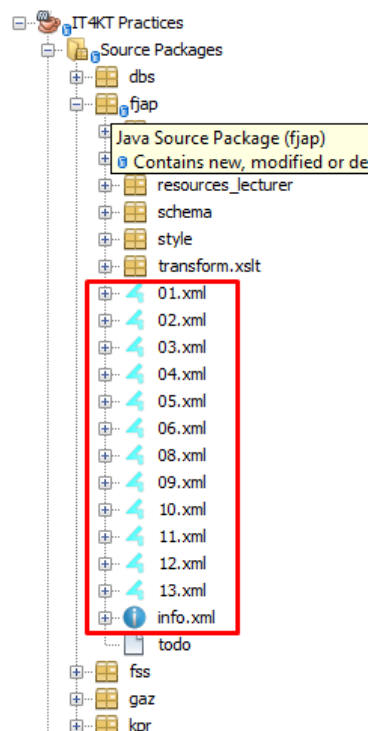 IT4KT Practices
Source Packages
dbs
fjap
Java Source Package (fjap)
Contains new, modified or de
resources_lecturer
schema
style
transform.xslt
01.xml
02.xml
03.xml
04.xml
05.xml
06.xml
08.xml
09.xml
10.xml
11.xml
12.xml
13.xml
info.xml
todo
fss
gaz
kpr